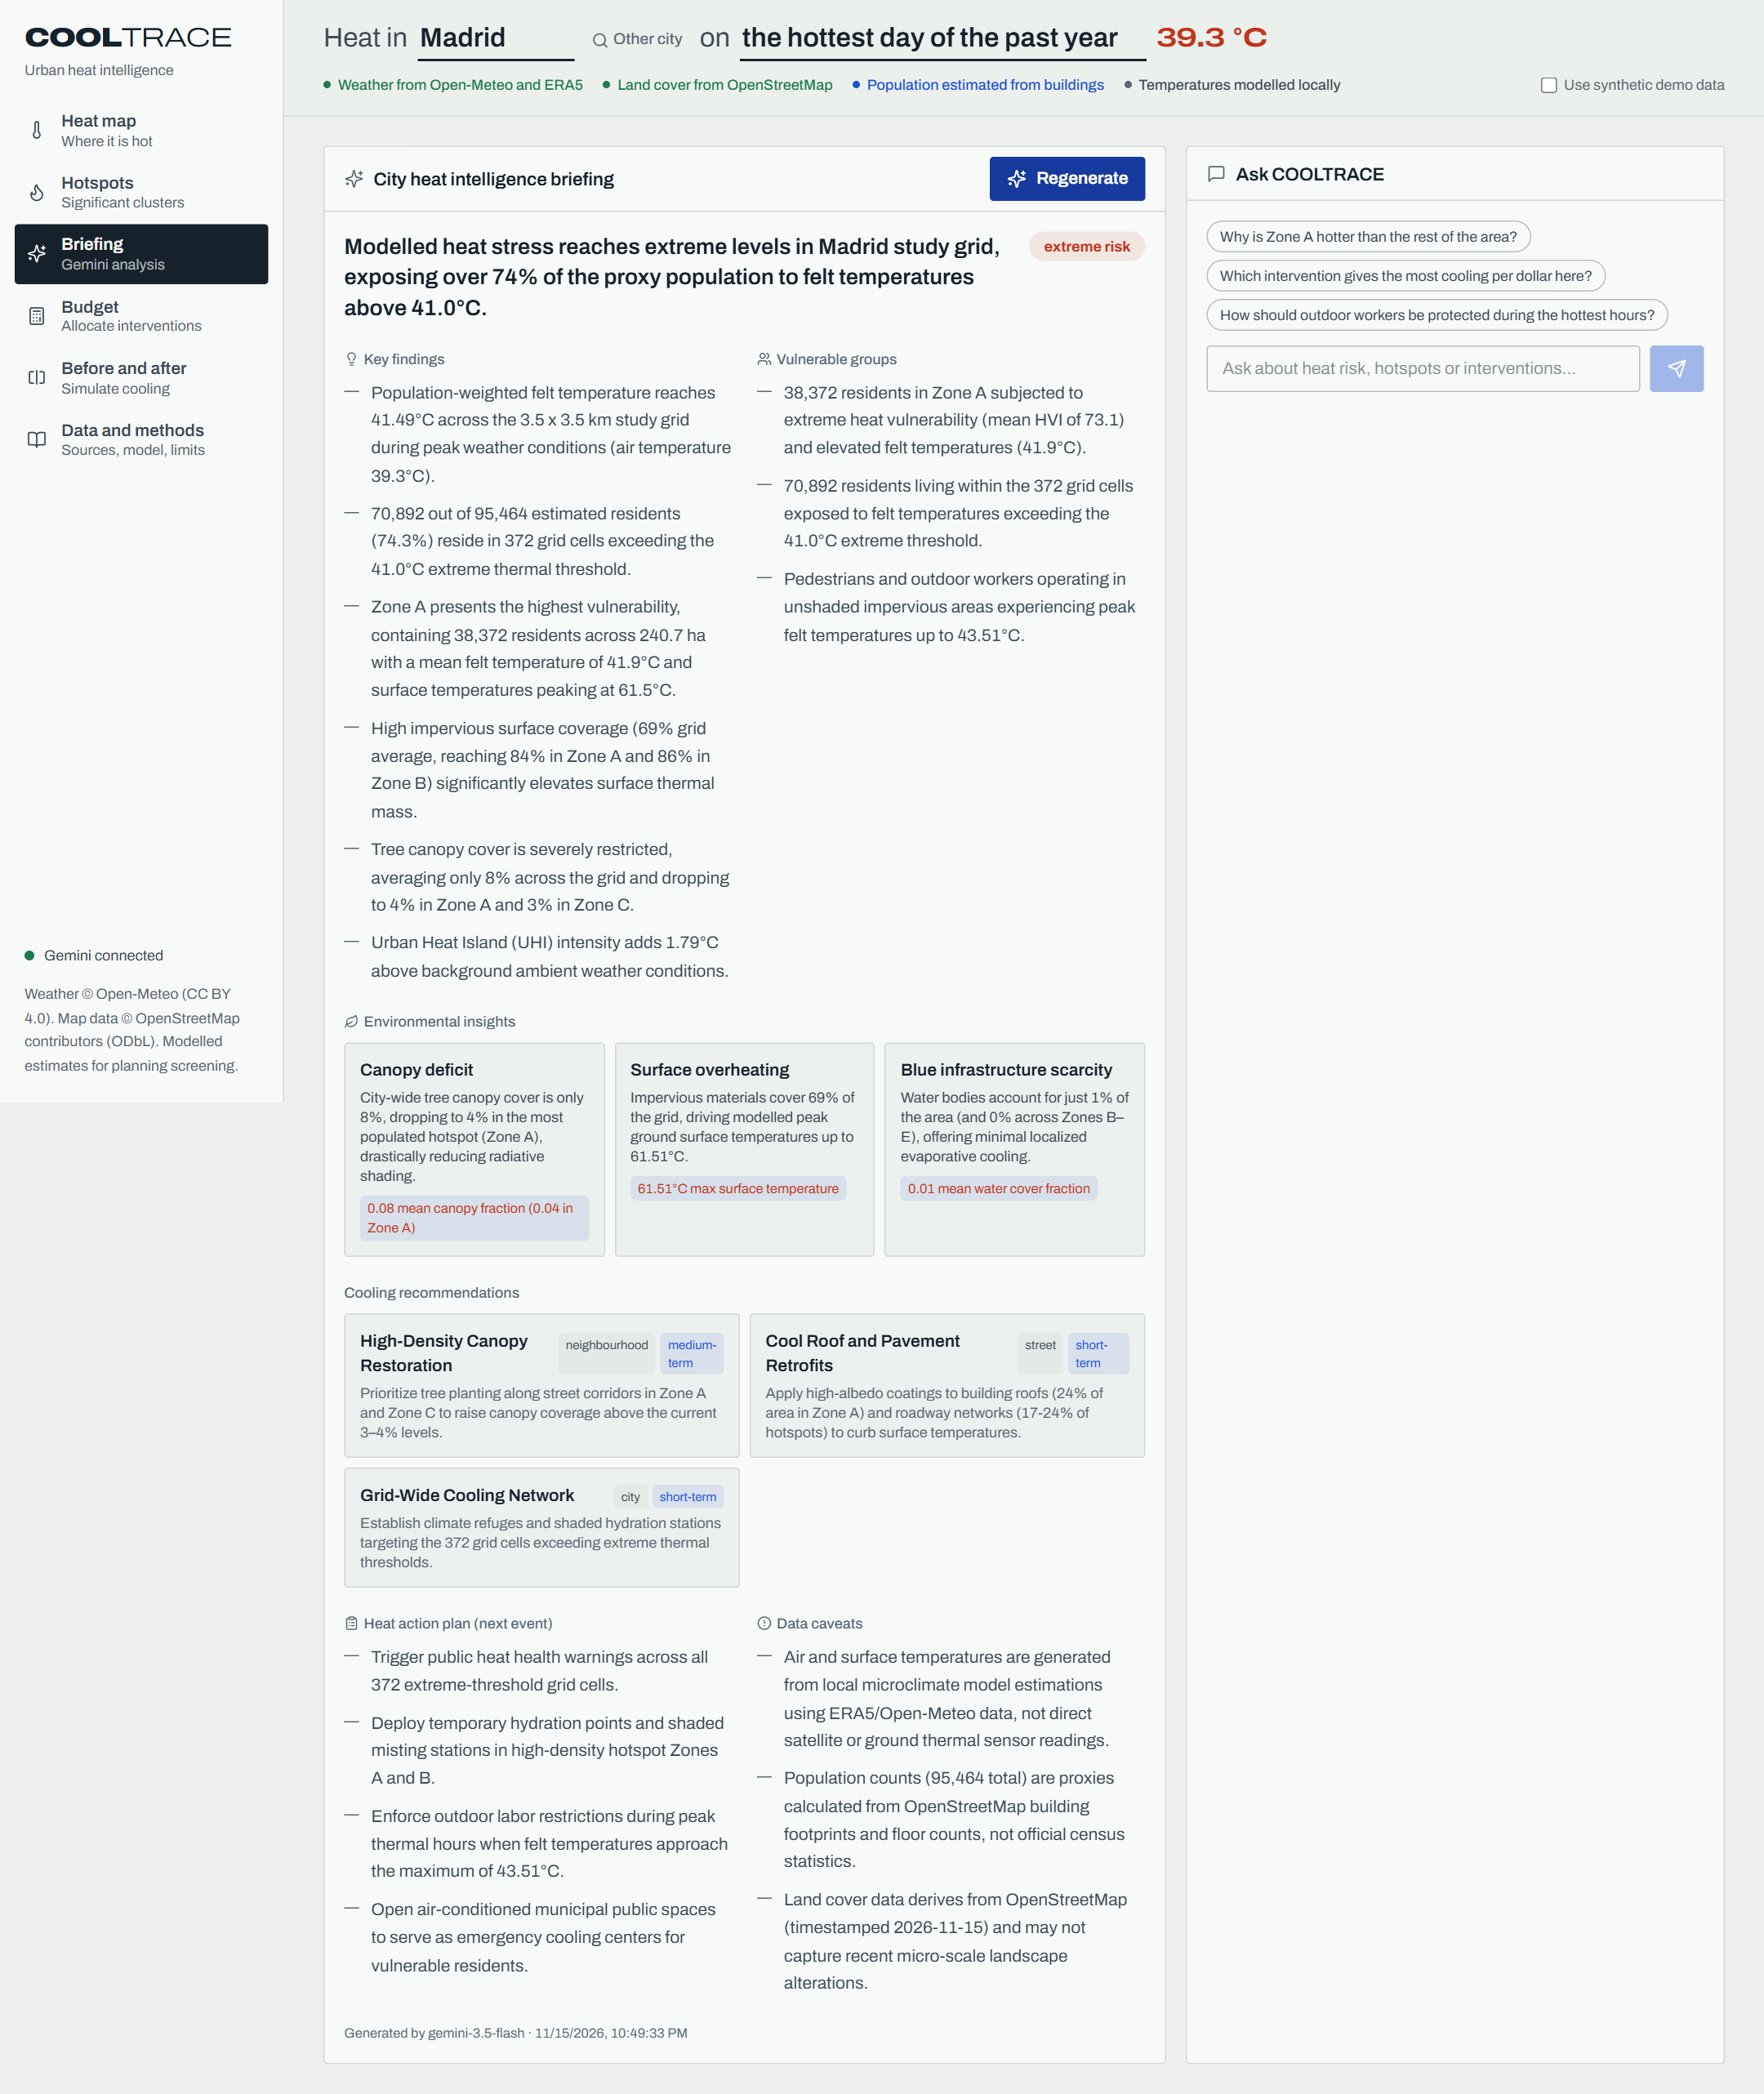 COOLTRACE
Urban heat intelligence
Heat map
Where it is hot
Hotspots
Significant clusters
Briefing
Gemini analysis
Budget
Allocate interventions
Before and after
Simulate cooling
Data and methods
Sources, model, limits
Gemini connected
Weather © Open-Meteo (CC BY
4.0). Map data © OpenStreetMap
contributors (ODbL). Modelled
estimates for planning screening.
Heat in Madrid Other city on the hottest day of the past year 39.3 °C
Weather from Open-Meteo and ERA5 Land cover from OpenStreetMap Population estimated from buildings Temperatures modelled locally Use synthetic demo data
City heat intelligence briefing
Regenerate
Modelled heat stress reaches extreme levels in Madrid study grid,
exposing over 74% of the proxy population to felt temperatures
above 41.0°C.
extreme risk
Key findings
— Population-weighted felt temperature reaches
41.49°C across the 3.5 x 3.5 km study grid
during peak weather conditions (air temperature
39.3°C).
— 70,892 out of 95,464 estimated residents
(74.3%) reside in 372 grid cells exceeding the
41.0°C extreme thermal threshold.
— Zone A presents the highest vulnerability,
containing 38,372 residents across 240.7 ha
with a mean felt temperature of 41.9°C and
surface temperatures peaking at 61.5°C.
— High impervious surface coverage (69% grid
average, reaching 84% in Zone A and 86% in
Zone B) significantly elevates surface thermal
mass.
— Tree canopy cover is severely restricted,
averaging only 8% across the grid and dropping
to 4% in Zone A and 3% in Zone C.
— Urban Heat Island (UHI) intensity adds 1.79°C
above background ambient weather conditions.
Vulnerable groups
— 38,372 residents in Zone A subjected to
extreme heat vulnerability (mean HVI of 73.1)
and elevated felt temperatures (41.9°C).
— 70,892 residents living within the 372 grid cells
exposed to felt temperatures exceeding the
41.0°C extreme threshold.
— Pedestrians and outdoor workers operating in
unshaded impervious areas experiencing peak
felt temperatures up to 43.51°C.
Environmental insights
Canopy deficit
City-wide tree canopy cover is only
8%, dropping to 4% in the most
populated hotspot (Zone A),
drastically reducing radiative
shading.
0.08 mean canopy fraction (0.04 in
Zone A)
Surface overheating
Impervious materials cover 69% of
the grid, driving modelled peak
ground surface temperatures up to
61.51°C.
61.51°C max surface temperature
Blue infrastructure scarcity
Water bodies account for just 1% of
the area (and 0% across Zones B–
E), offering minimal localized
evaporative cooling.
0.01 mean water cover fraction
Cooling recommendations
High-Density Canopy
Restoration
neighbourhood
medium-
term
Prioritize tree planting along street corridors in Zone A
and Zone C to raise canopy coverage above the current
3–4% levels.
Cool Roof and Pavement
Retrofits
street
short-
term
Apply high-albedo coatings to building roofs (24% of
area in Zone A) and roadway networks (17-24% of
hotspots) to curb surface temperatures.
Grid-Wide Cooling Network
city
short-term
Establish climate refuges and shaded hydration stations
targeting the 372 grid cells exceeding extreme thermal
thresholds.
Heat action plan (next event)
— Trigger public heat health warnings across all
372 extreme-threshold grid cells.
— Deploy temporary hydration points and shaded
misting stations in high-density hotspot Zones
A and B.
— Enforce outdoor labor restrictions during peak
thermal hours when felt temperatures approach
the maximum of 43.51°C.
— Open air-conditioned municipal public spaces
to serve as emergency cooling centers for
vulnerable residents.
Data caveats
— Air and surface temperatures are generated
from local microclimate model estimations
using ERA5/Open-Meteo data, not direct
satellite or ground thermal sensor readings.
— Population counts (95,464 total) are proxies
calculated from OpenStreetMap building
footprints and floor counts, not official census
statistics.
— Land cover data derives from OpenStreetMap
(timestamped 2026-11-15) and may not
capture recent micro-scale landscape
alterations.
Generated by gemini-3.5-flash · 11/15/2026, 10:49:33 PM
Ask COOLTRACE
Why is Zone A hotter than the rest of the area?
Which intervention gives the most cooling per dollar here?
How should outdoor workers be protected during the hottest hours?
Ask about heat risk, hotspots or interventions...